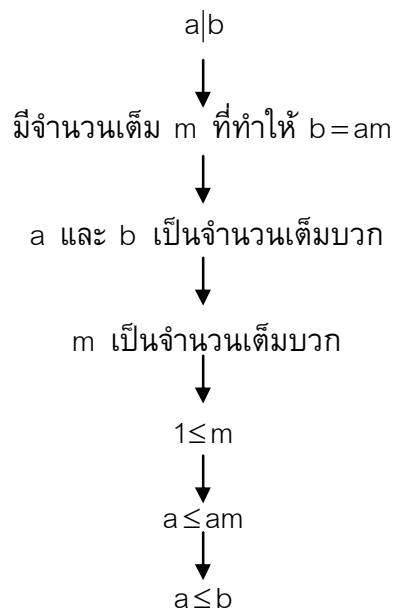 a|b
มีจำนวนเต็ม m ที่ทำให้ b=am
a และ b เป็นจำนวนเต็มบวก
m เป็นจำนวนเต็มบวก
1≤m
a≤am
a≤b